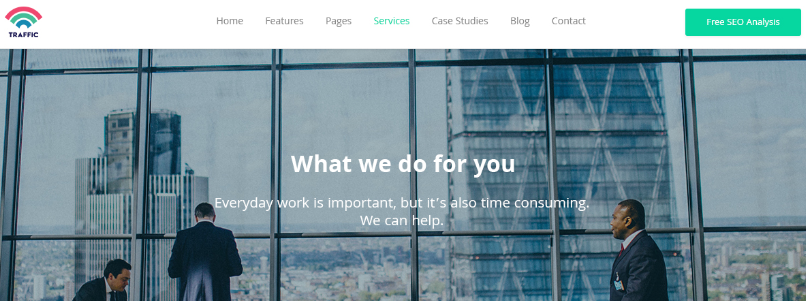 TRAFFIC
Home Features Pages Services Case Studies Blog Contact
Free SEO Analysis
What we do for you
Everyday work is important, but it's also time consuming.
We can help.